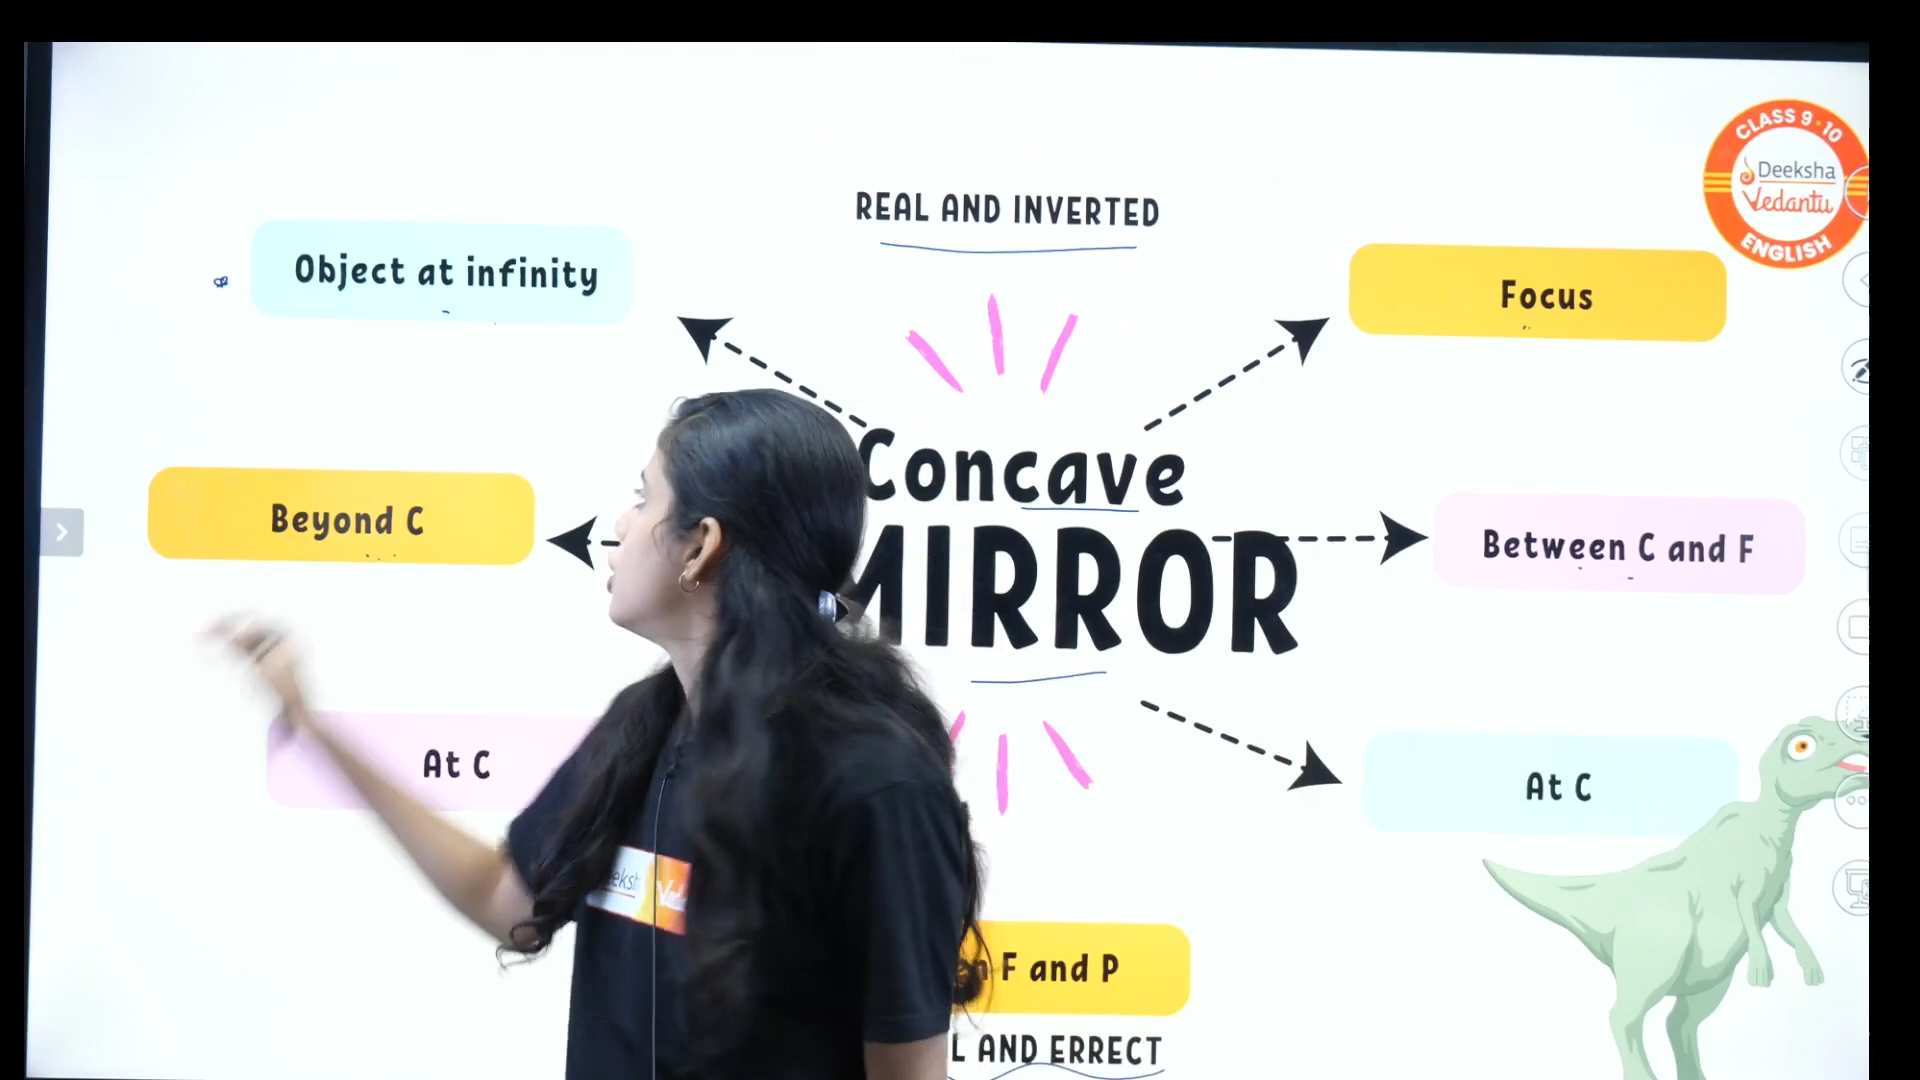 CLASS 9·10
Deeksha
Vedantu
ENGLISH
REAL AND INVERTED
Object at infinity
Focus
Concave
MIRROR
Beyond C
Between C and F
At C
At C
F and P
AND ERRECT